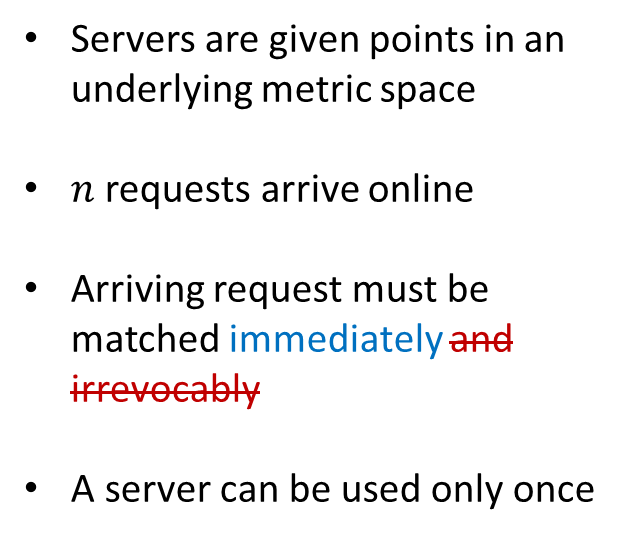 • Servers are given points in an
underlying metric space
• n requests arrive online
• Arriving request must be
matched immediately and
irrevocably
• A server can be used only once